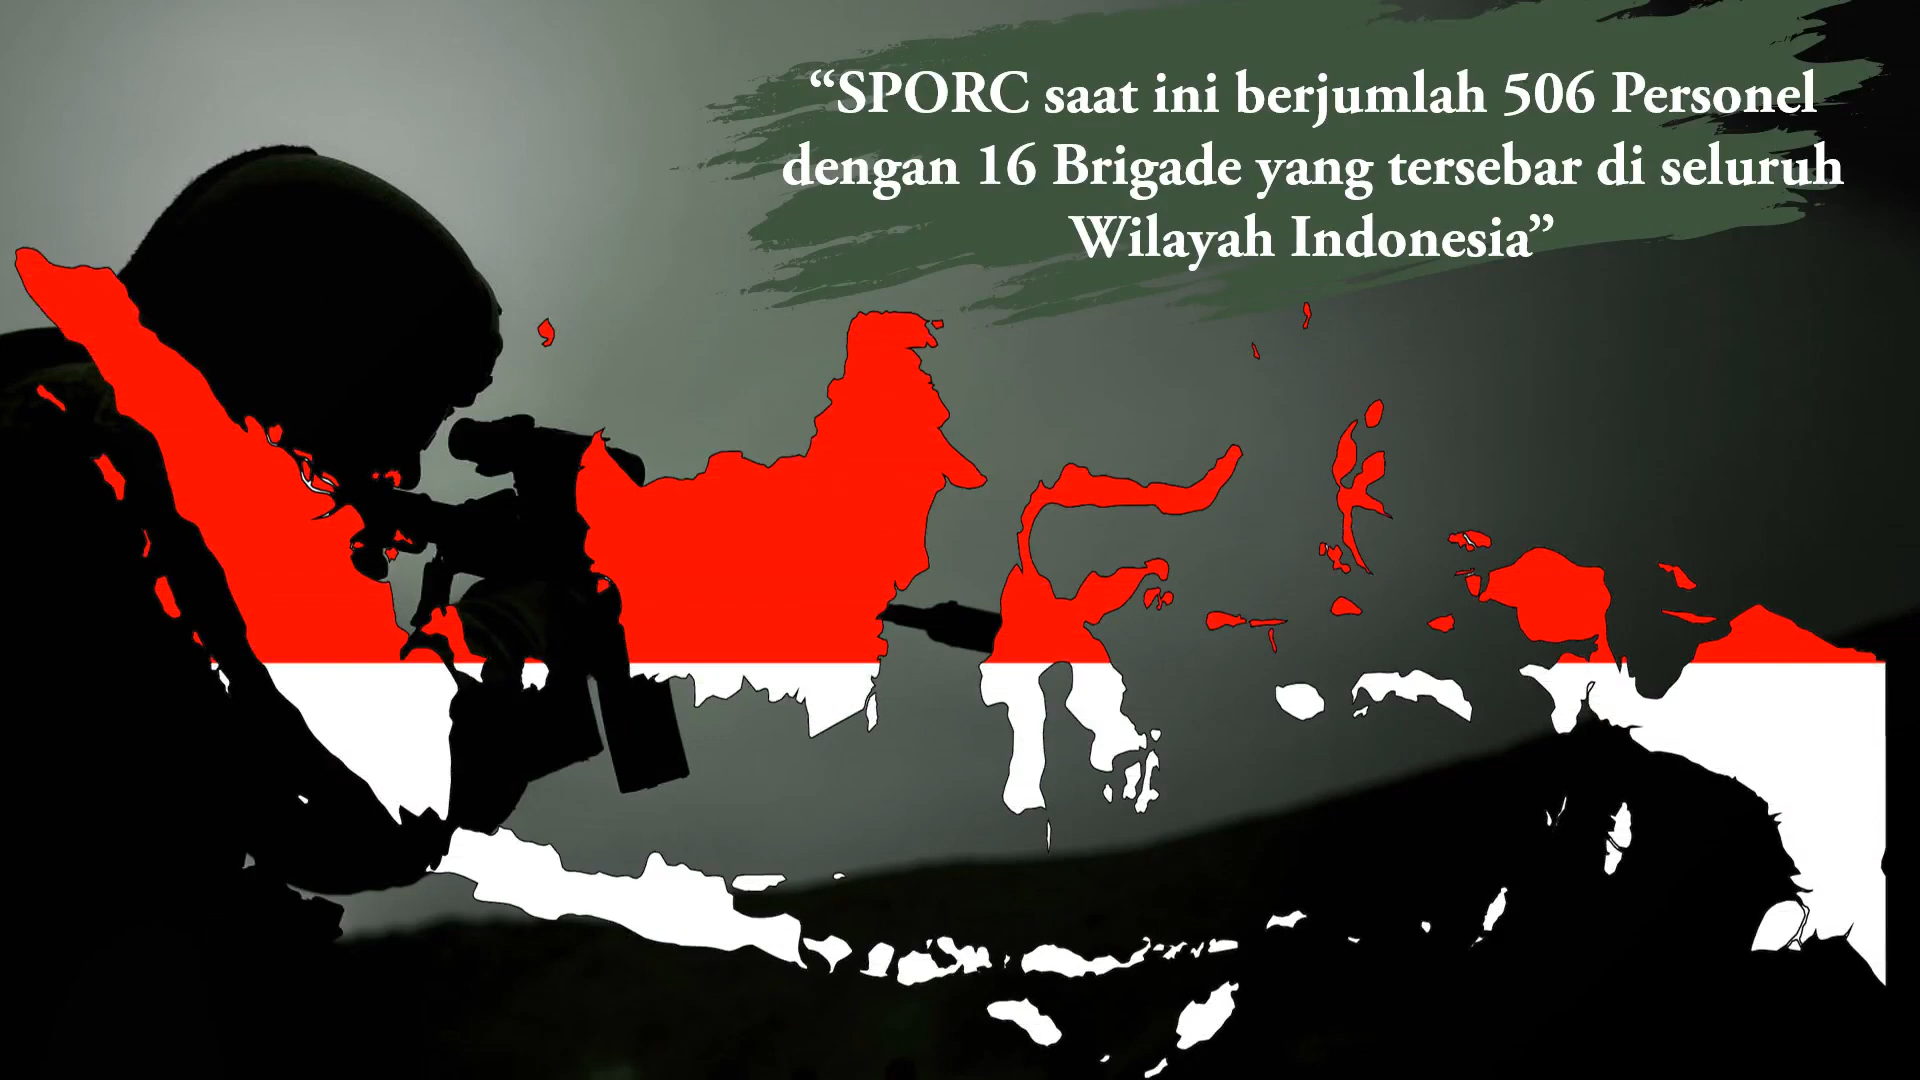 “SPORC saat ini berjumlah 506 Personel
dengan 16 Brigade yang tersebar di seluruh
Wilayah Indonesia”